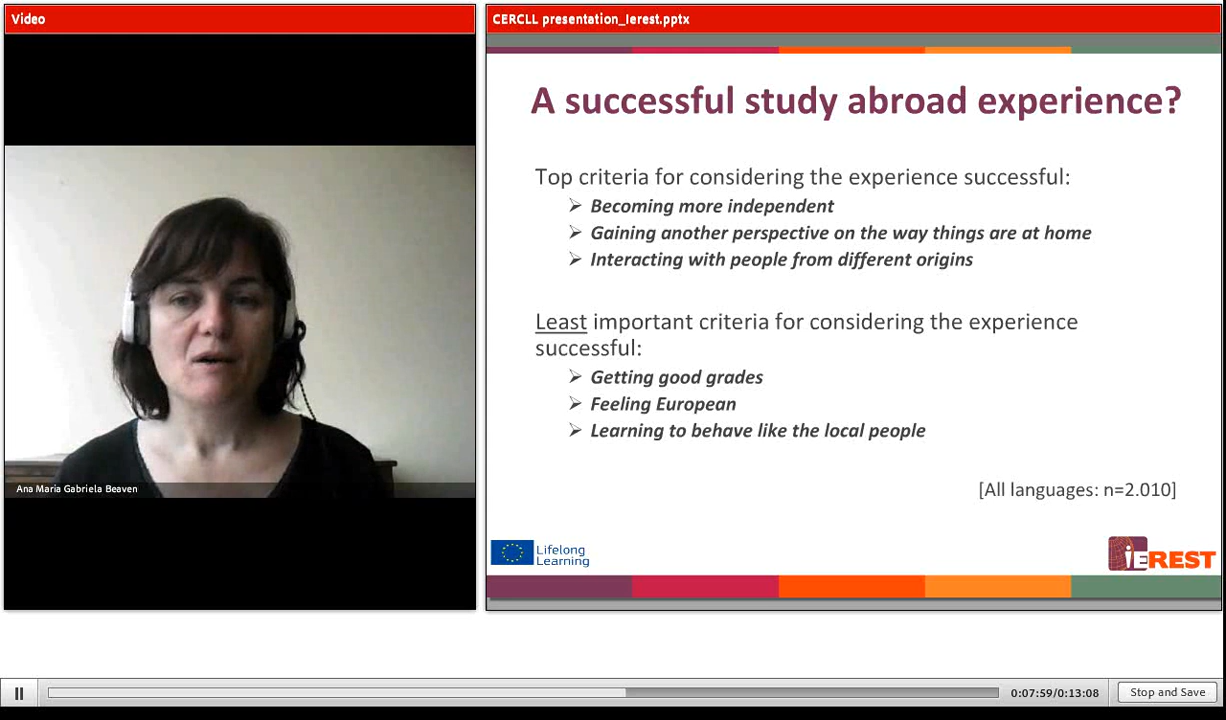 Video
Ana Maria Gabriela Beaven
CERCLL presentation_Ierest.pptx
A successful study abroad experience?
Top criteria for considering the experience successful:
➢ Becoming more independent
➢ Gaining another perspective on the way things are at home
➢ Interacting with people from different origins
Least important criteria for considering the experience
successful:
➢ Getting good grades
➢ Feeling European
➢ Learning to behave like the local people
[All languages: n=2.010]
Lifelong
Learning
iEREST
0:07:59/0:13:08
Stop and Save